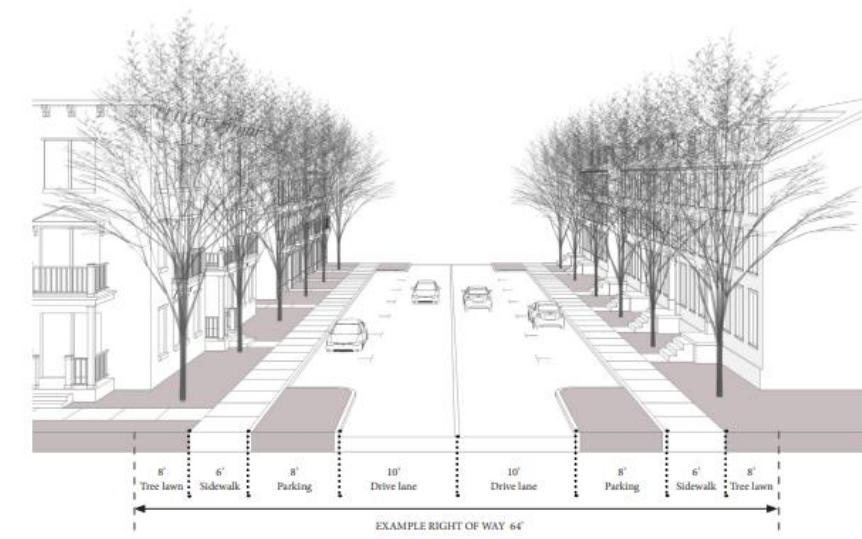 8' 6' 8' 10' 10' 8' 6' 8'
Tree lawn Sidewalk Parking Drive lane Drive lane Parking Sidewalk Tree lawn
EXAMPLE RIGHT OF WAY 64'